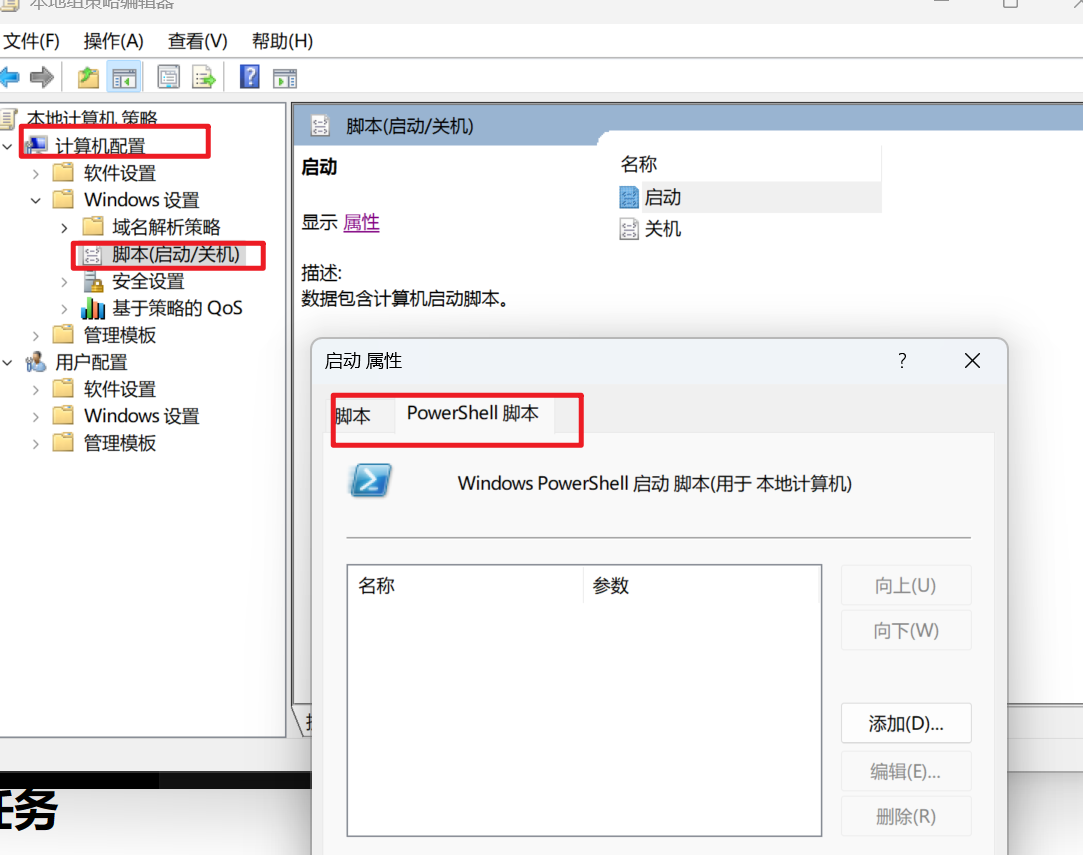 本地组策略编辑器
文件(F) 操作(A) 查看(V) 帮助(H)
本地计算机 策略
计算机配置
软件设置
Windows 设置
域名解析策略
脚本(启动/关机)
安全设置
基于策略的 QoS
管理模板
用户配置
软件设置
Windows 设置
管理模板
脚本(启动/关机)
启动
显示 属性
描述:
数据包含计算机启动脚本。
名称
启动
关机
启动 属性
脚本 PowerShell 脚本
Windows PowerShell 启动 脚本(用于 本地计算机)
名称 参数
向上(U)
向下(W)
添加(D)...
编辑(E)...
删除(R)
任务